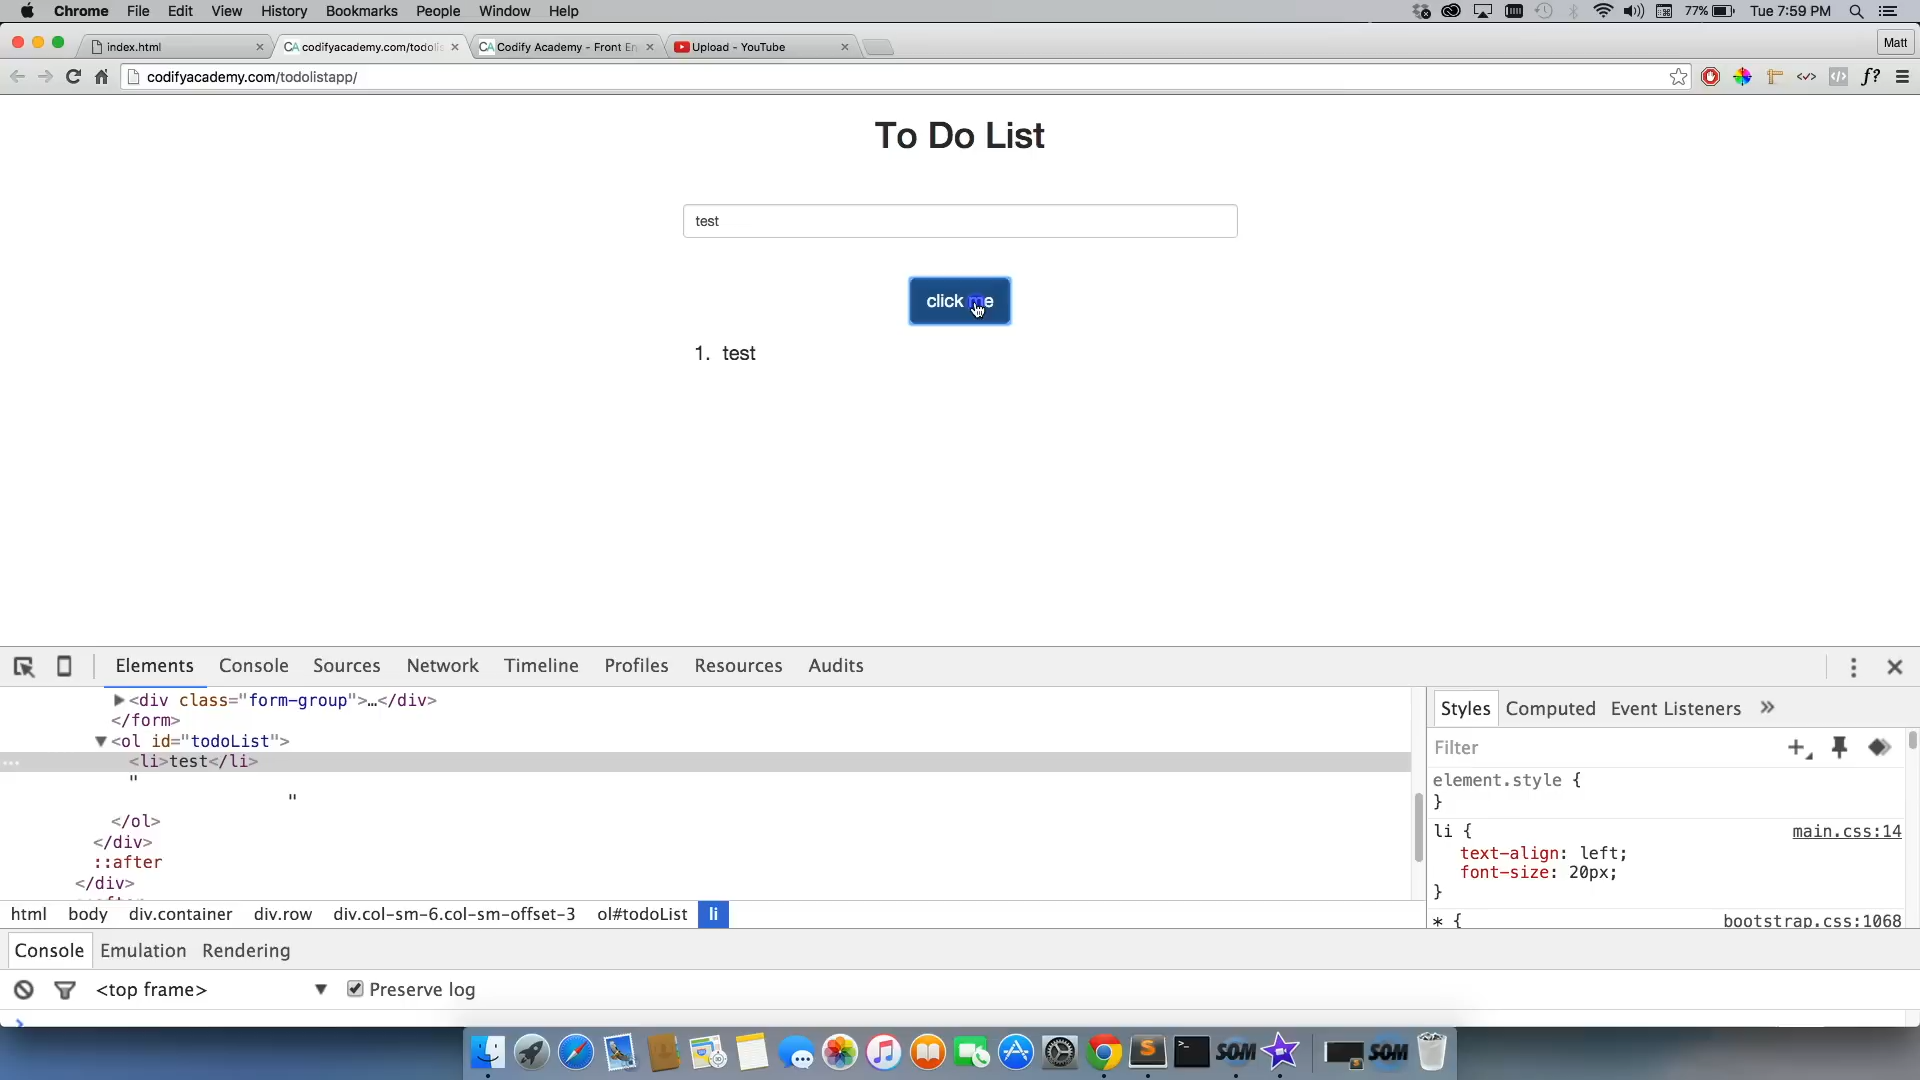 Chrome File Edit View History Bookmarks People Window Help 77% Tue 7:59 PM
index.html codifyacademy.com/todolis Codify Academy - Front En Upload - YouTube Matt
codifyacademy.com/todolistapp/ f?
To Do List
test
click me
1. test
Elements Console Sources Network Timeline Profiles Resources Audits
<div class="form-group">…</div>
</form>
<ol id="todoList">
<li>test</li>
"
"
</ol>
</div>
::after
</div>
html body div.container div.row div.col-sm-6.col-sm-offset-3 ol#todoList li
Styles Computed Event Listeners »
Filter
element.style {
}
li { main.css:14
text-align: left;
font-size: 20px;
}
* { bootstrap.css:1068
Console Emulation Rendering
<top frame> Preserve log
SOM SOM